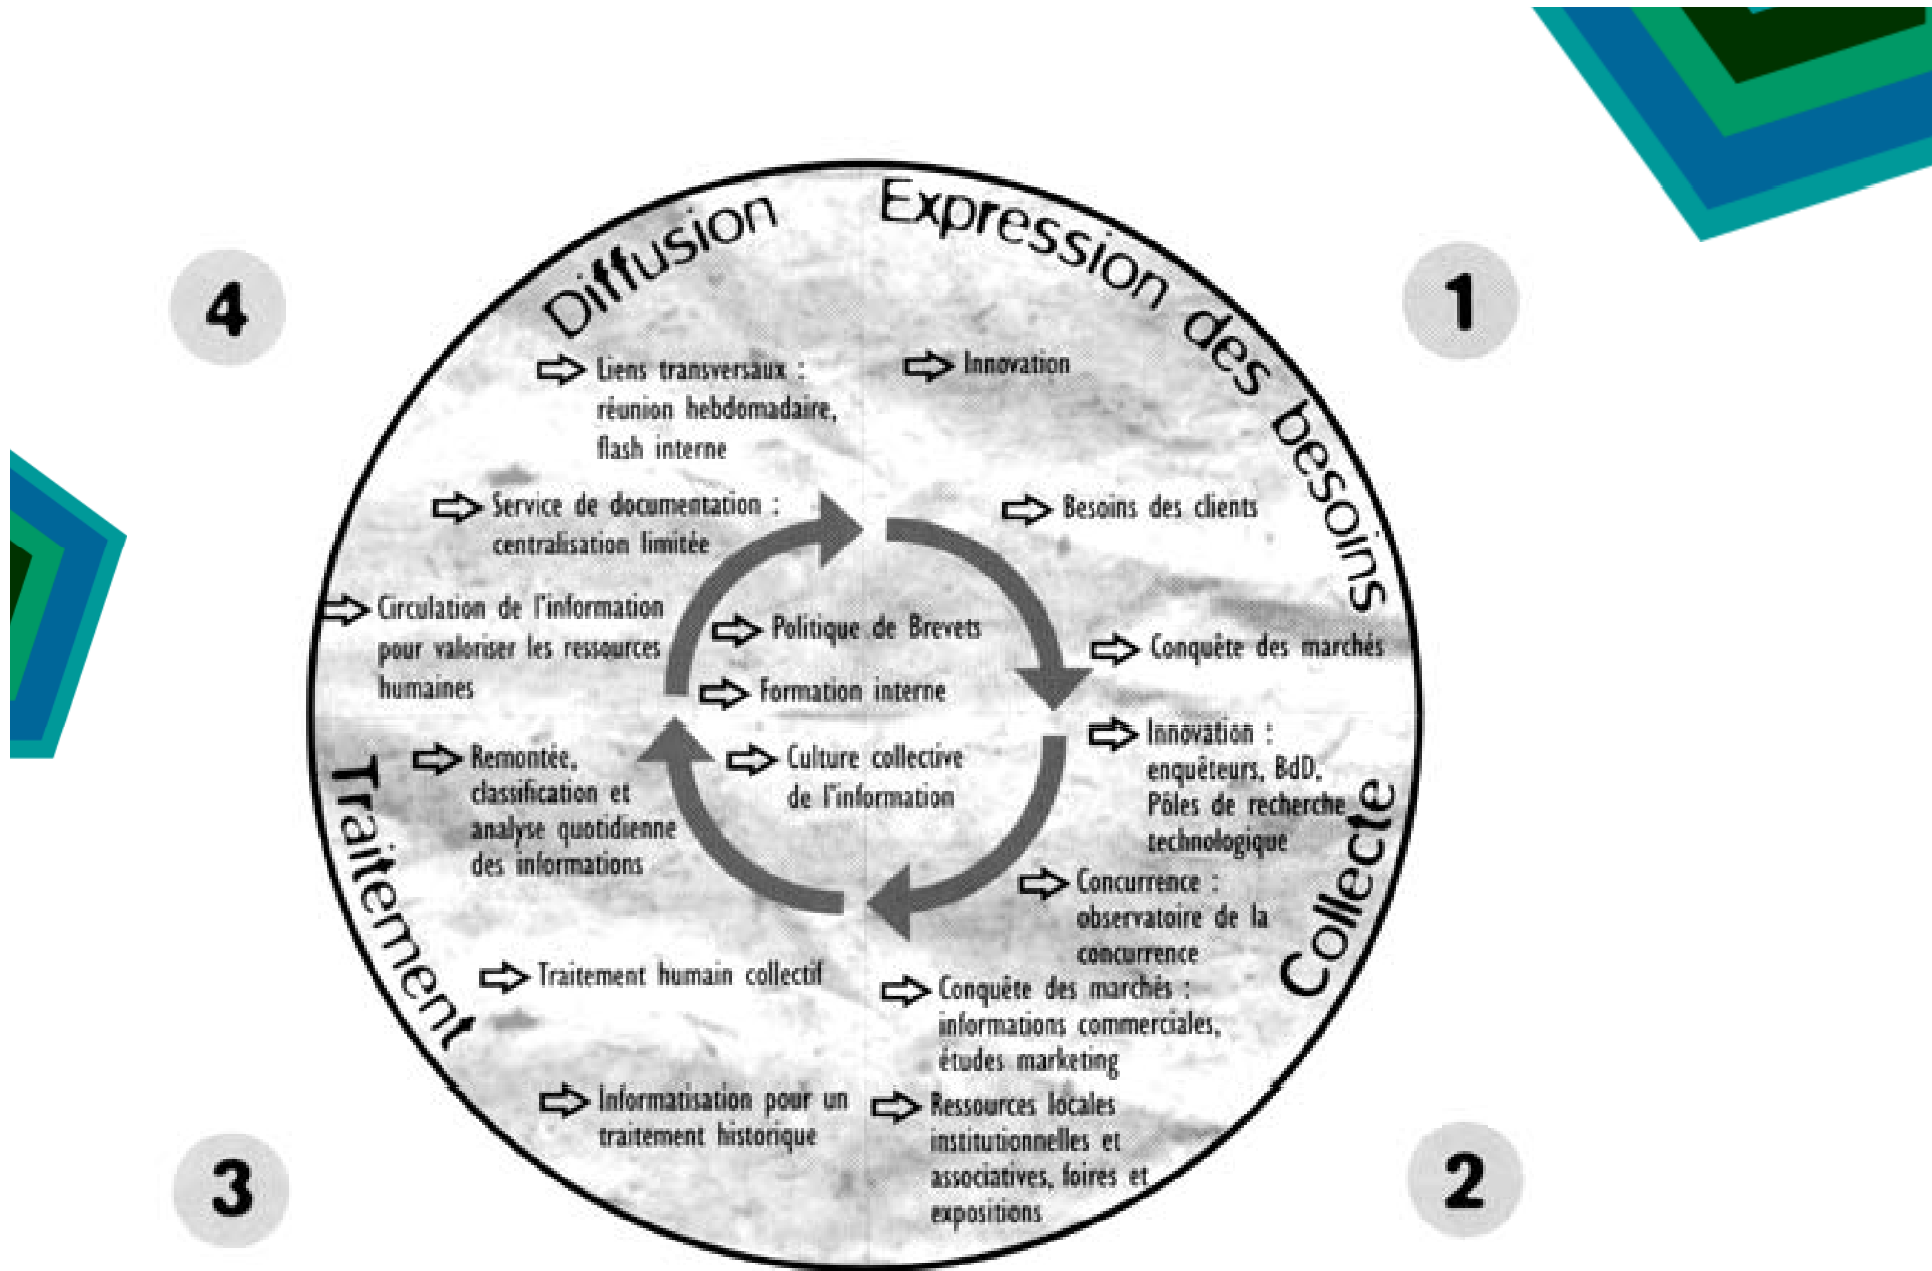 1
Expression des besoins
Innovation
Besoins des clients
Conquête des marchés
2
Collecte
Innovation :
enquêteurs, BdD,
Pôles de recherche
technologique
Concurrence :
observatoire de la
concurrence
Conquête des marchés :
informations commerciales,
études marketing
Ressources locales
institutionnelles et
associatives, foires et
expositions
3
Traitement
Remontée,
classification et
analyse quotidienne
des informations
Traitement humain collectif
Informatisation pour un
traitement historique
4
Diffusion
Liens transversaux :
réunion hebdomadaire,
flash interne
Service de documentation :
centralisation limitée
Circulation de l'information
pour valoriser les ressources
humaines
Politique de Brevets
Formation interne
Culture collective
de l'information